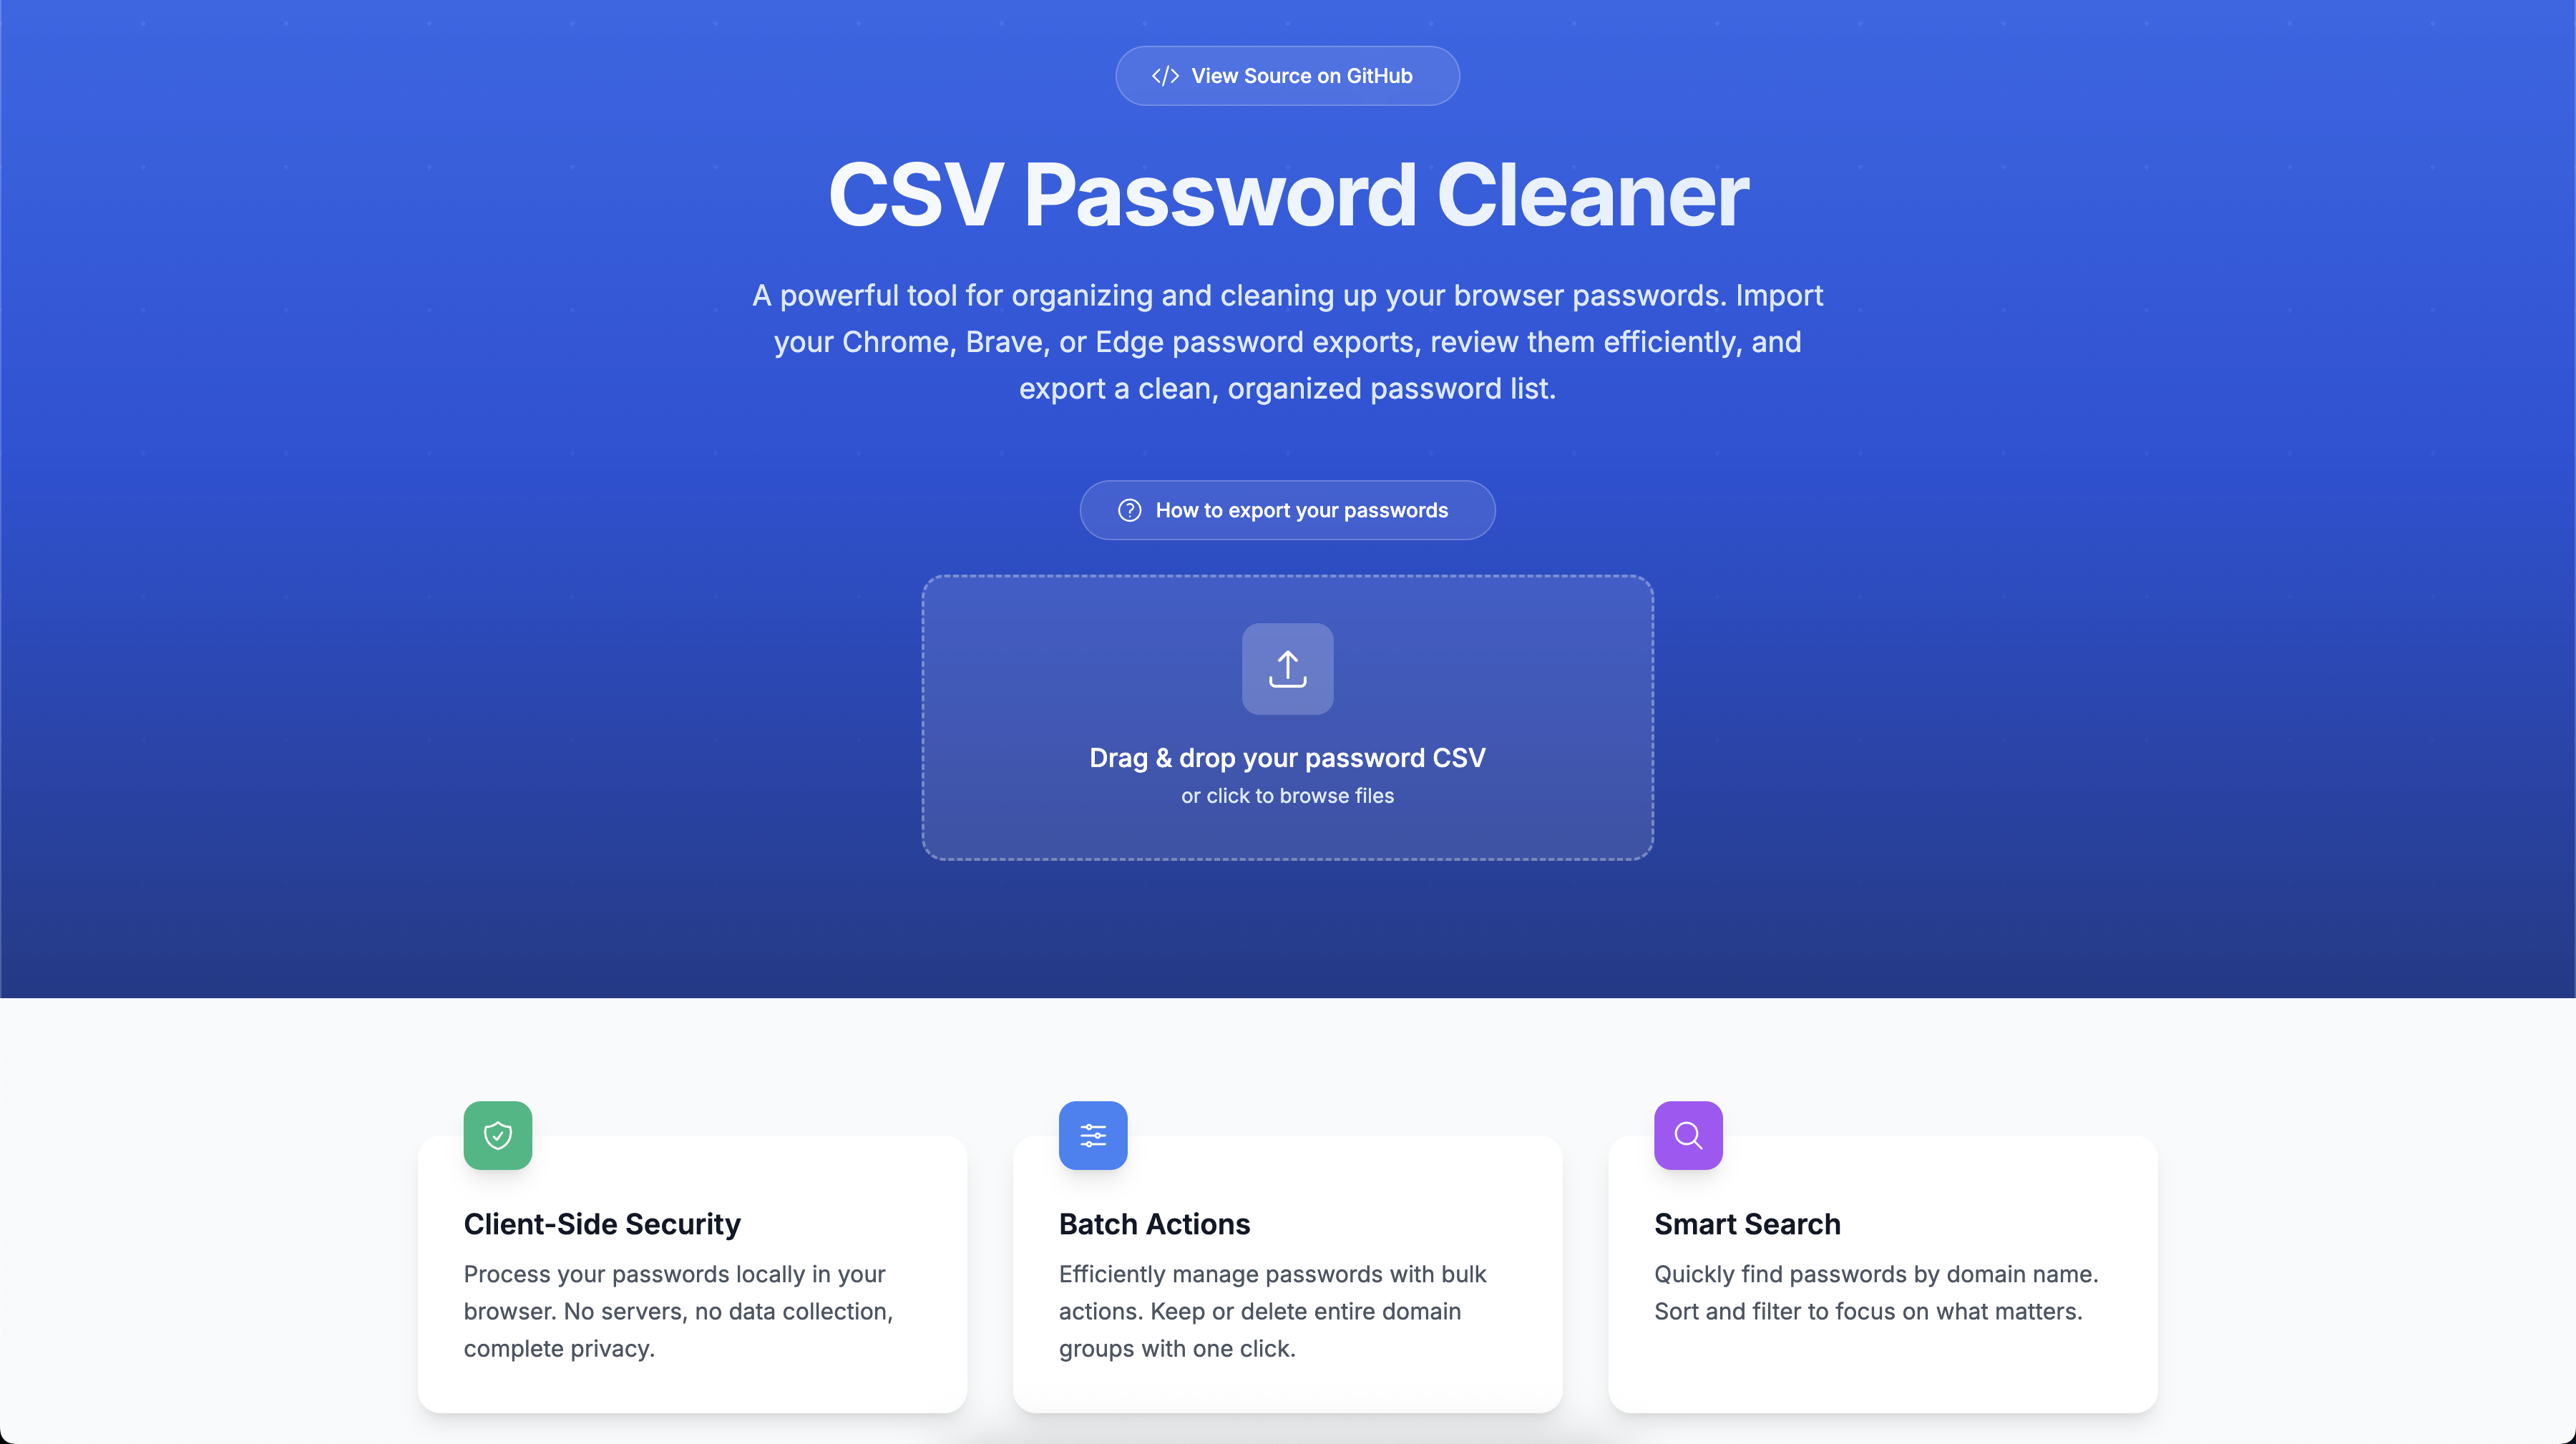 View Source on GitHub
CSV Password Cleaner
A powerful tool for organizing and cleaning up your browser passwords. Import
your Chrome, Brave, or Edge password exports, review them efficiently, and
export a clean, organized password list.
How to export your passwords
Drag & drop your password CSV
or click to browse files
Client-Side Security
Process your passwords locally in your
browser. No servers, no data collection,
complete privacy.
Batch Actions
Efficiently manage passwords with bulk
actions. Keep or delete entire domain
groups with one click.
Smart Search
Quickly find passwords by domain name.
Sort and filter to focus on what matters.